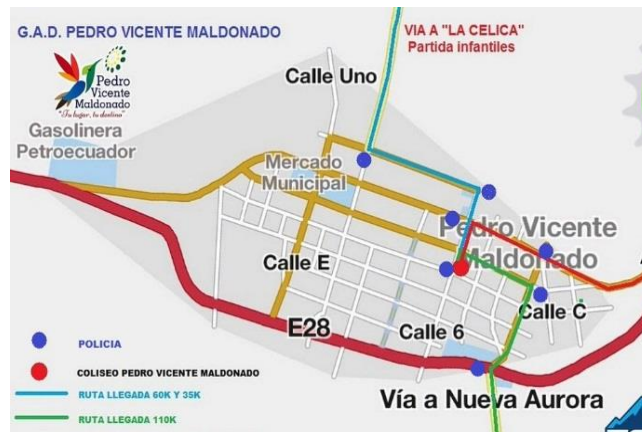 G.A.D. PEDRO VICENTE MALDONADO
VIA A "LA CELICA"
Partida infantiles
Pedro
Vicente
Maldonado
"Tu lugar, tu destino"
Calle Uno
Gasolinera
Petroecuador
Mercado
Municipal
Pedro Vicente
Maldonado
Calle E
Calle C
E28
Calle 6
Vía a Nueva Aurora
POLICIA
COLISEO PEDRO VICENTE MALDONADO
RUTA LLEGADA 60K Y 35K
RUTA LLEGADA 110K